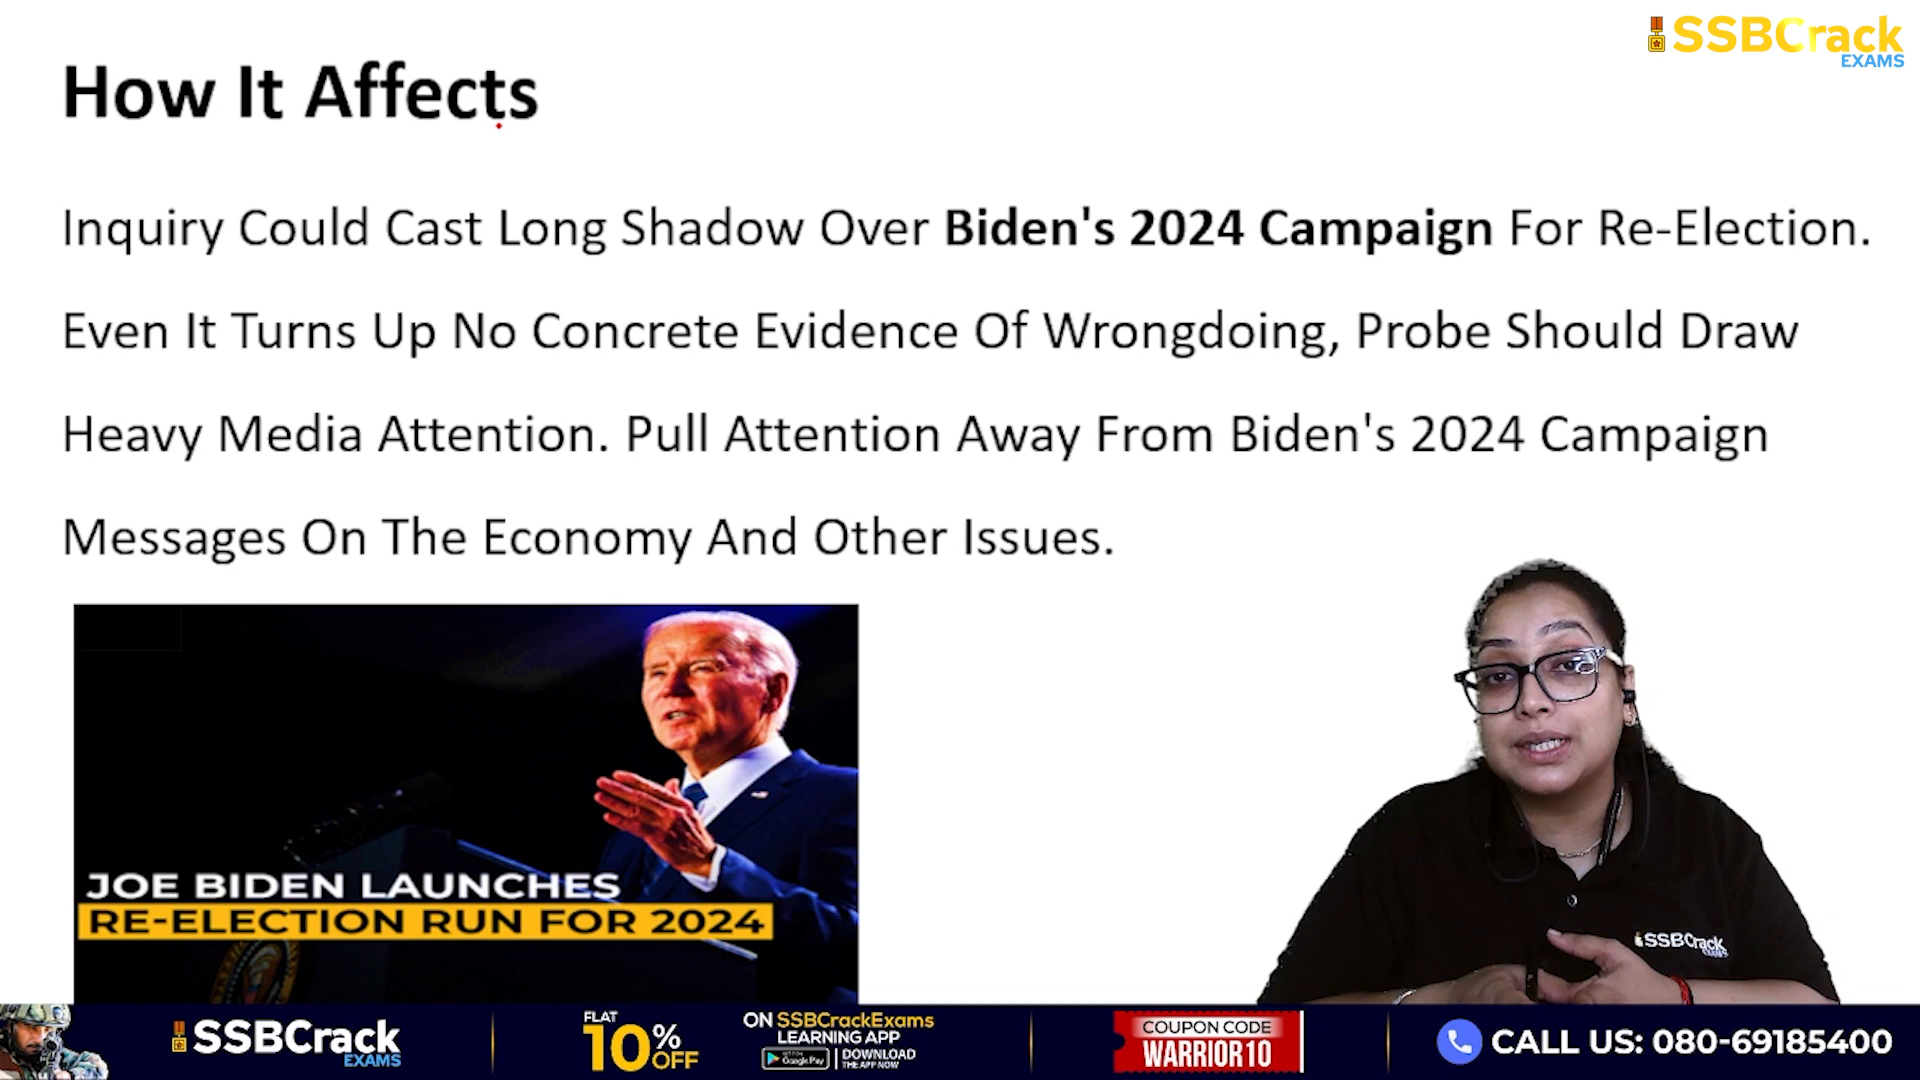 SSBCrack
EXAMS
How It Affects
Inquiry Could Cast Long Shadow Over Biden's 2024 Campaign For Re-Election.
Even It Turns Up No Concrete Evidence Of Wrongdoing, Probe Should Draw
Heavy Media Attention. Pull Attention Away From Biden's 2024 Campaign
Messages On The Economy And Other Issues.
JOE BIDEN LAUNCHES
RE-ELECTION RUN FOR 2024
SSBCrack
EXAMS
SSBCrack
EXAMS
FLAT
10% OFF
ON SSBCrackExams
LEARNING APP
Google Play
DOWNLOAD
THE APP NOW
COUPON CODE
WARRIOR10
CALL US: 080-69185400